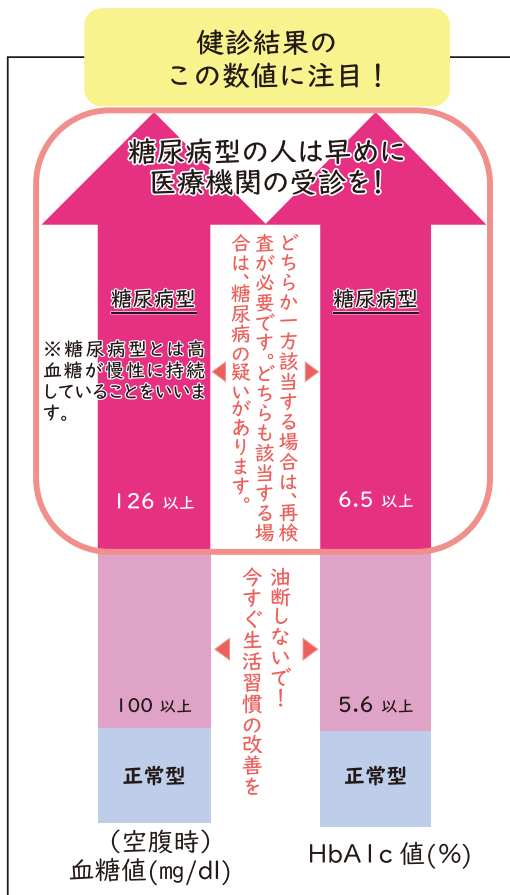 健診結果の
この数値に注目！
糖尿病型の人は早めに
医療機関の受診を！
糖尿病型
※糖尿病型とは高
血糖が慢性に持続
していることをいいま
す。
126 以上
どちらか一方該当する場合は、再検
査が必要です。どちらも該当する場
合は、糖尿病の疑いがあります。
糖尿病型
6.5 以上
油断しないで！
今すぐ生活習慣の改善を
100 以上
5.6 以上
正常型
正常型
（空腹時）
血糖値(mg/dl)
HbA1c 値(%)